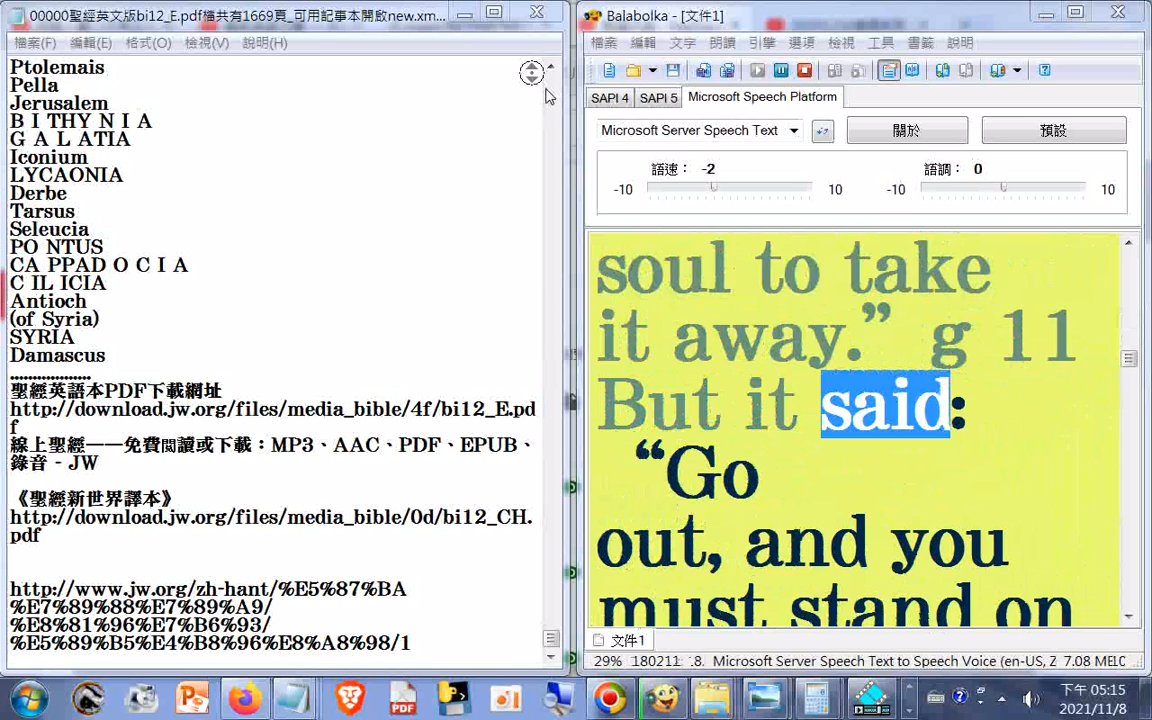 00000聖經英文版bi12_E.pdf檔共有1669頁_可用記事本開啟new.xm...
檔案(F) 編輯(E) 格式(O) 檢視(V) 說明(H)
Ptolemais
Pella
Jerusalem
B I THY N I A
G A L ATIA
Iconium
LYCAONIA
Derbe
Tarsus
Seleucia
PO NTUS
CA PPAD O C I A
C IL ICIA
Antioch
(of Syria)
SYRIA
Damascus
..................
聖經英語本PDF下載網址
http://download.jw.org/files/media_bible/4f/bi12_E.pd
f
線上聖經——免費閱讀或下載：MP3、AAC、PDF、EPUB、
錄音 - JW
《聖經新世界譯本》
http://download.jw.org/files/media_bible/0d/bi12_CH.
pdf
http://www.jw.org/zh-hant/%E5%87%BA
%E7%89%88%E7%89%A9/
%E8%81%96%E7%B6%93/
%E5%89%B5%E4%B8%96%E8%A8%98/1
Balabolka - [文件1]
檔案 編輯 文字 朗讀 引擎 選項 檢視 工具 書籤 說明
SAPI 4 SAPI 5 Microsoft Speech Platform
Microsoft Server Speech Text 關於 預設
語速： -2 語調： 0
-10 10 -10 10
soul to take
it away.” g 11
But it said:
“Go
out, and you
must stand on
文件1
29% 180211 .8. Microsoft Server Speech Text to Speech Voice (en-US, Z 7.08 MELO
PDF
下午 05:15
2021/11/8